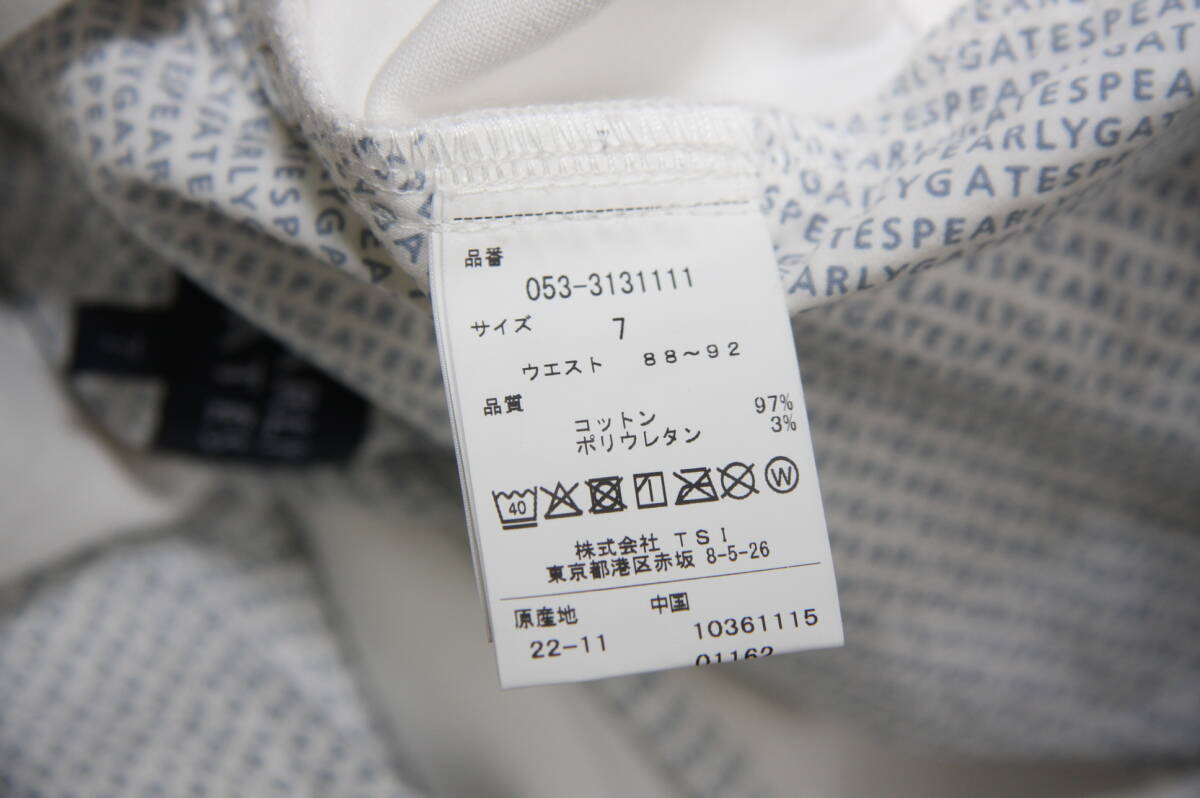 品番
053-3131111
サイズ 7
ウエスト 88〜92
品質
コットン 97%
ポリウレタン 3%
40 W
株式会社 TSI
東京都港区赤坂 8-5-26
原産地 中国
22-11 10361115
01162
PEARLYGATESPEARLY